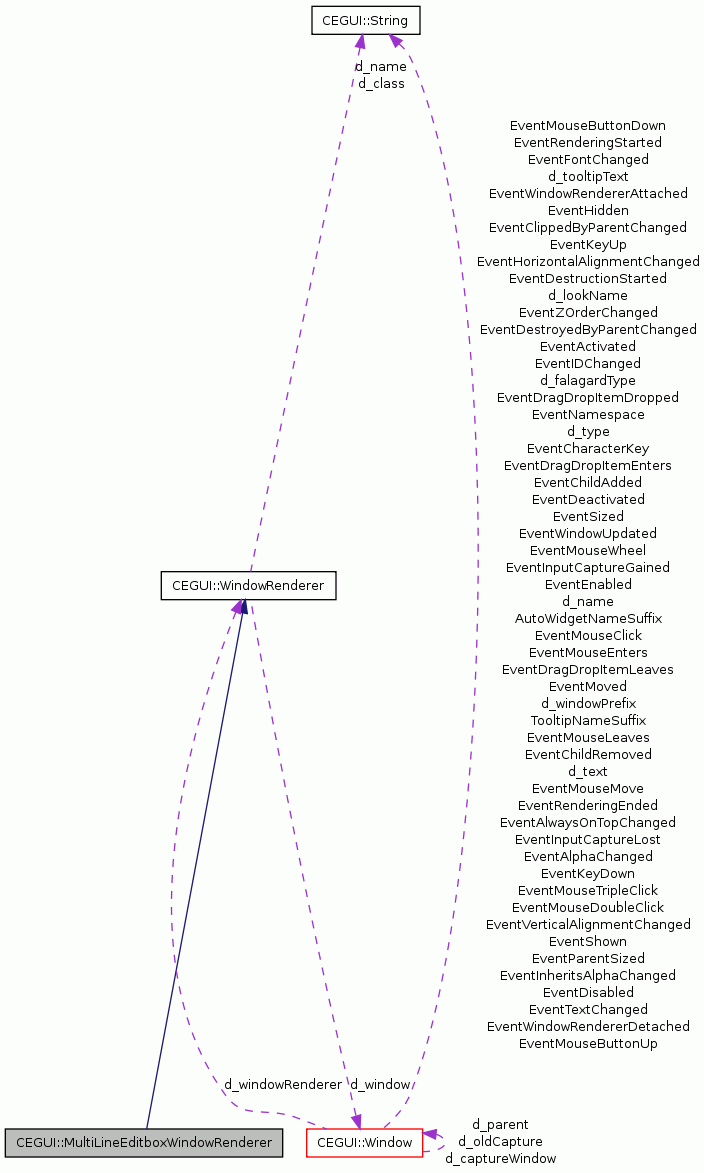 CEGUI::String
d_name
d_class
EventMouseButtonDown
EventRenderingStarted
EventFontChanged
d_tooltipText
EventWindowRendererAttached
EventHidden
EventClippedByParentChanged
EventKeyUp
EventHorizontalAlignmentChanged
EventDestructionStarted
d_lookName
EventZOrderChanged
EventDestroyedByParentChanged
EventActivated
EventIDChanged
d_falagardType
EventDragDropItemDropped
EventNamespace
d_type
EventCharacterKey
EventDragDropItemEnters
EventChildAdded
EventDeactivated
EventSized
EventWindowUpdated
EventMouseWheel
EventInputCaptureGained
EventEnabled
d_name
AutoWidgetNameSuffix
EventMouseClick
EventMouseEnters
EventDragDropItemLeaves
EventMoved
d_windowPrefix
TooltipNameSuffix
EventMouseLeaves
EventChildRemoved
d_text
EventMouseMove
EventRenderingEnded
EventAlwaysOnTopChanged
EventInputCaptureLost
EventAlphaChanged
EventKeyDown
EventMouseTripleClick
EventMouseDoubleClick
EventVerticalAlignmentChanged
EventShown
EventParentSized
EventInheritsAlphaChanged
EventDisabled
EventTextChanged
EventWindowRendererDetached
EventMouseButtonUp
CEGUI::WindowRenderer
d_windowRenderer
d_window
CEGUI::MultiLineEditboxWindowRenderer
CEGUI::Window
d_parent
d_oldCapture
d_captureWindow